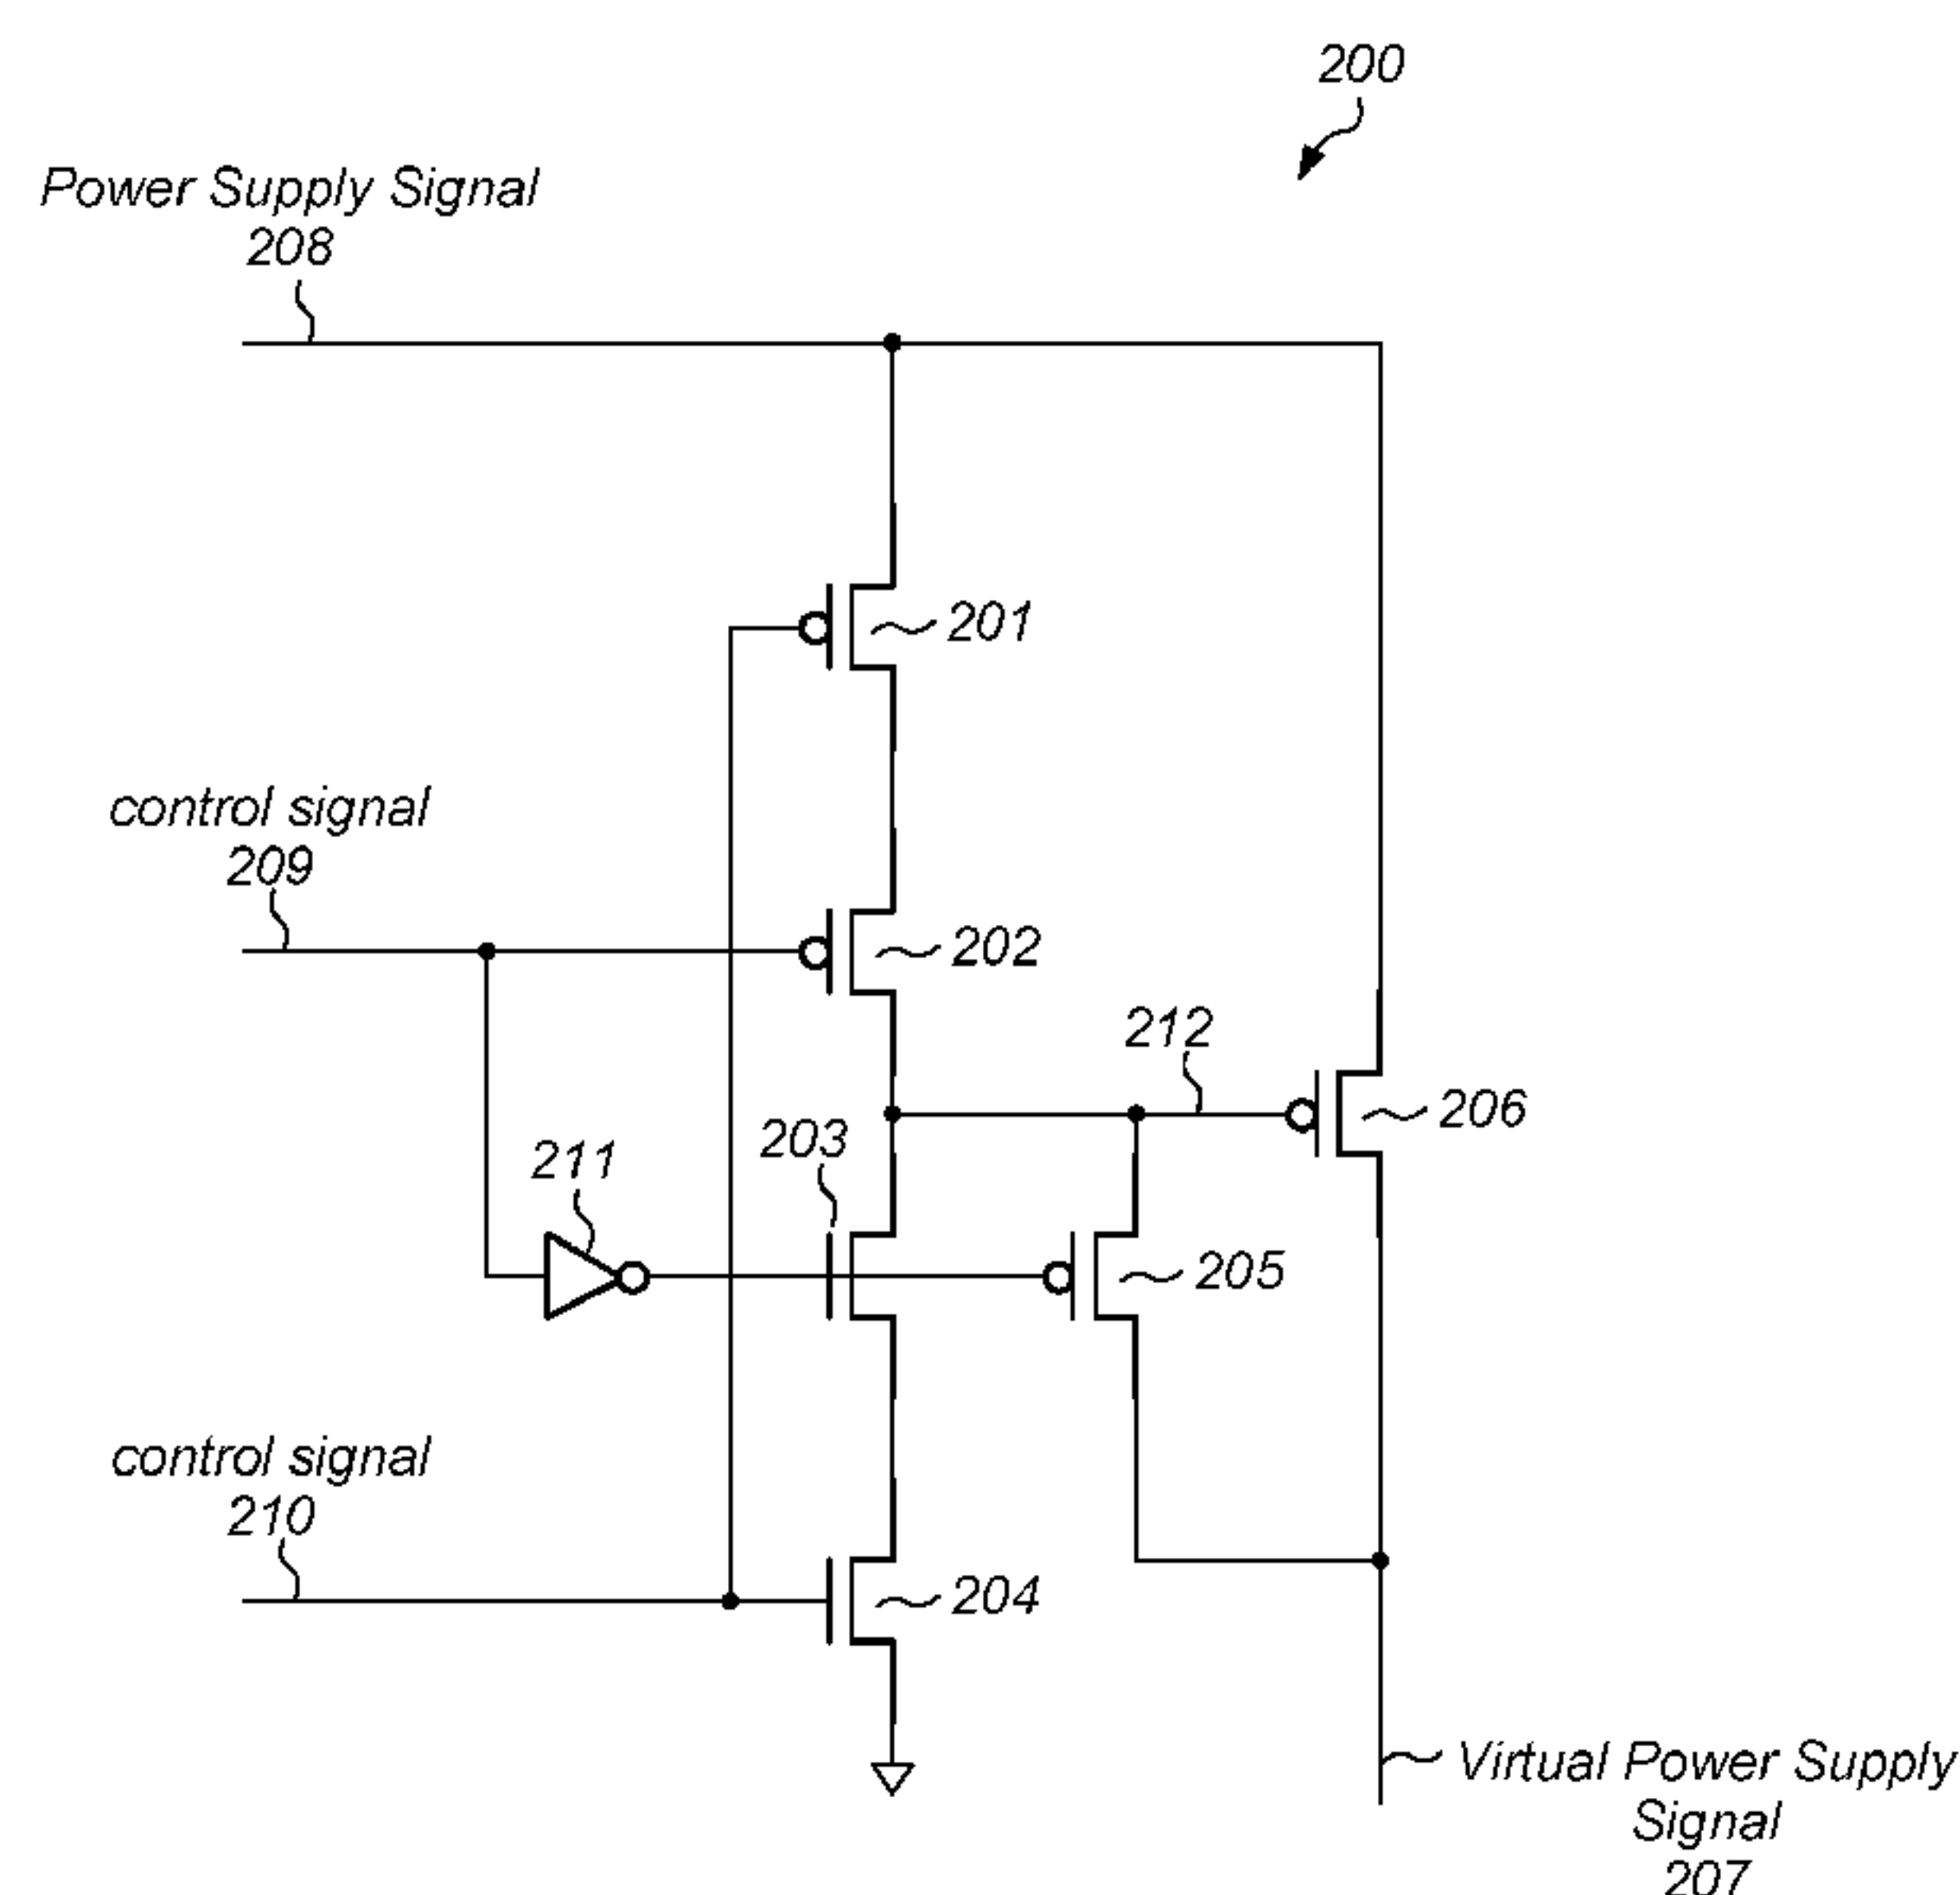 200
Power Supply Signal
208
201
control signal
209
202
212
206
203
211
205
control signal
210
204
Virtual Power Supply
Signal
207